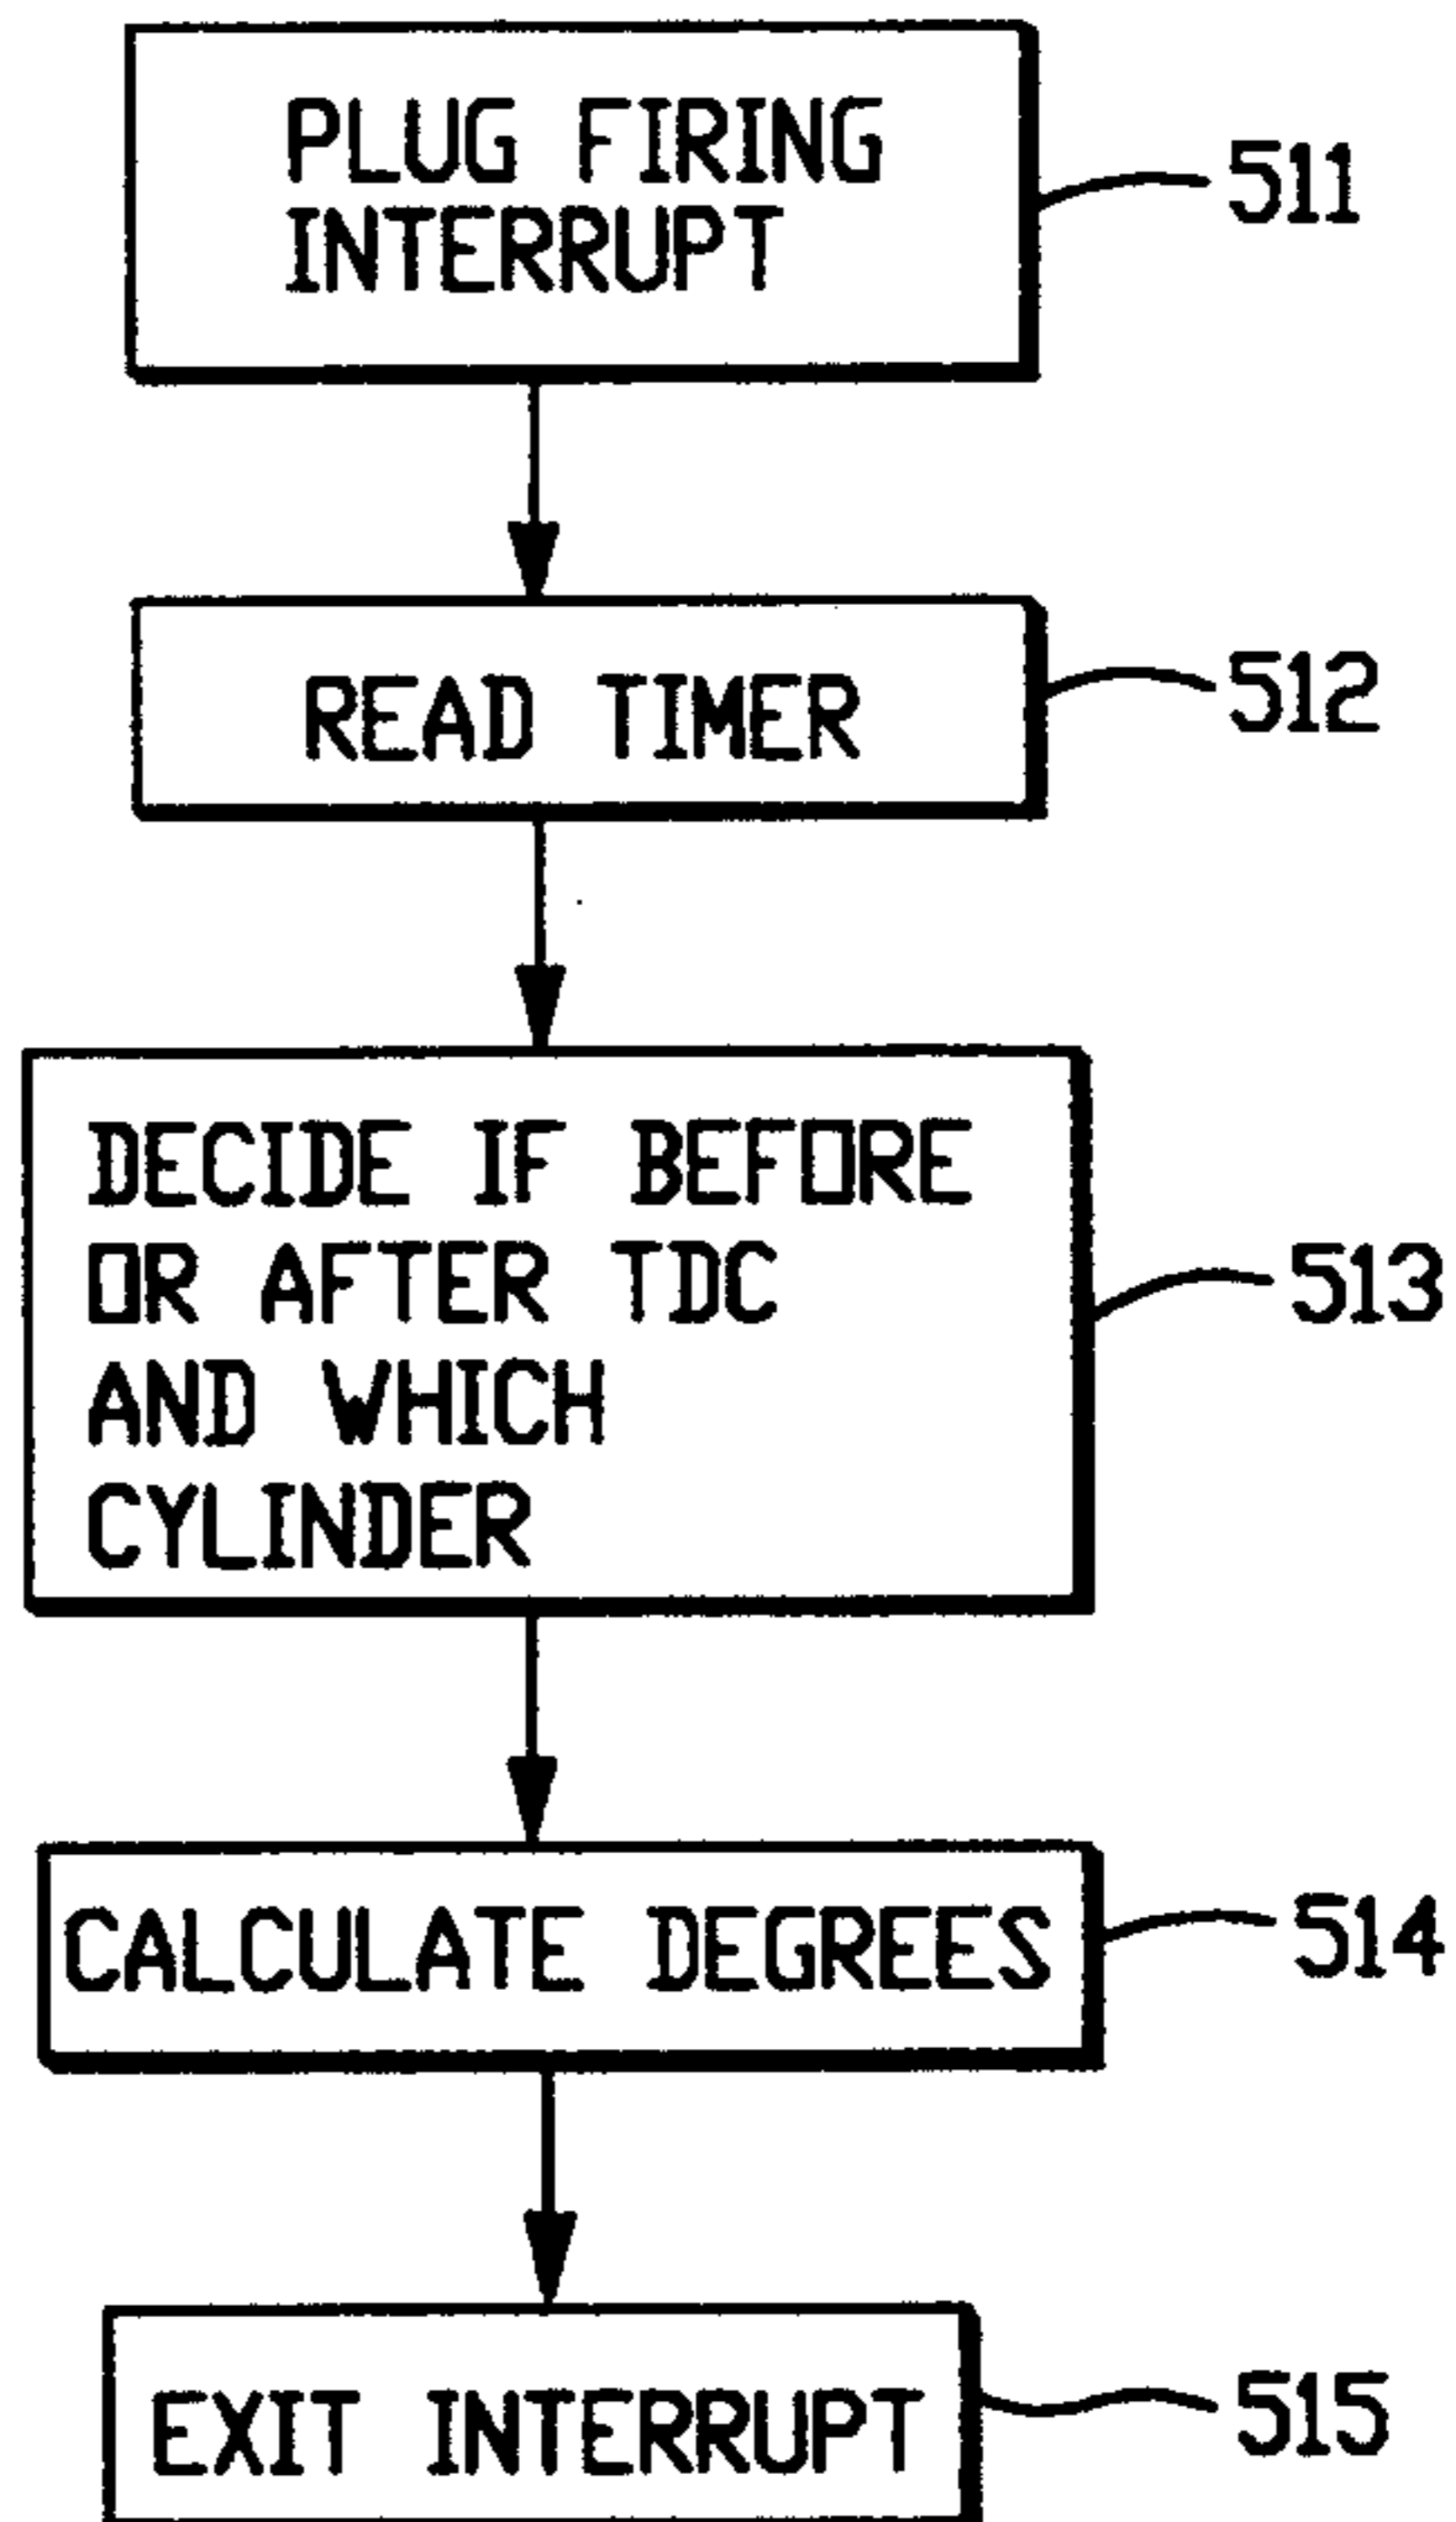 PLUG FIRING
INTERRUPT
511
READ TIMER
512
DECIDE IF BEFORE
OR AFTER TDC
AND WHICH
CYLINDER
513
CALCULATE DEGREES
514
EXIT INTERRUPT
515